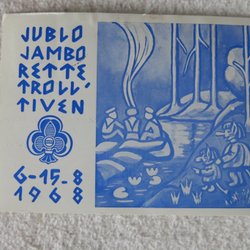 JUBLO
JAMBO
RETTE
TROLL'
TIVEN
6-15-8
1968